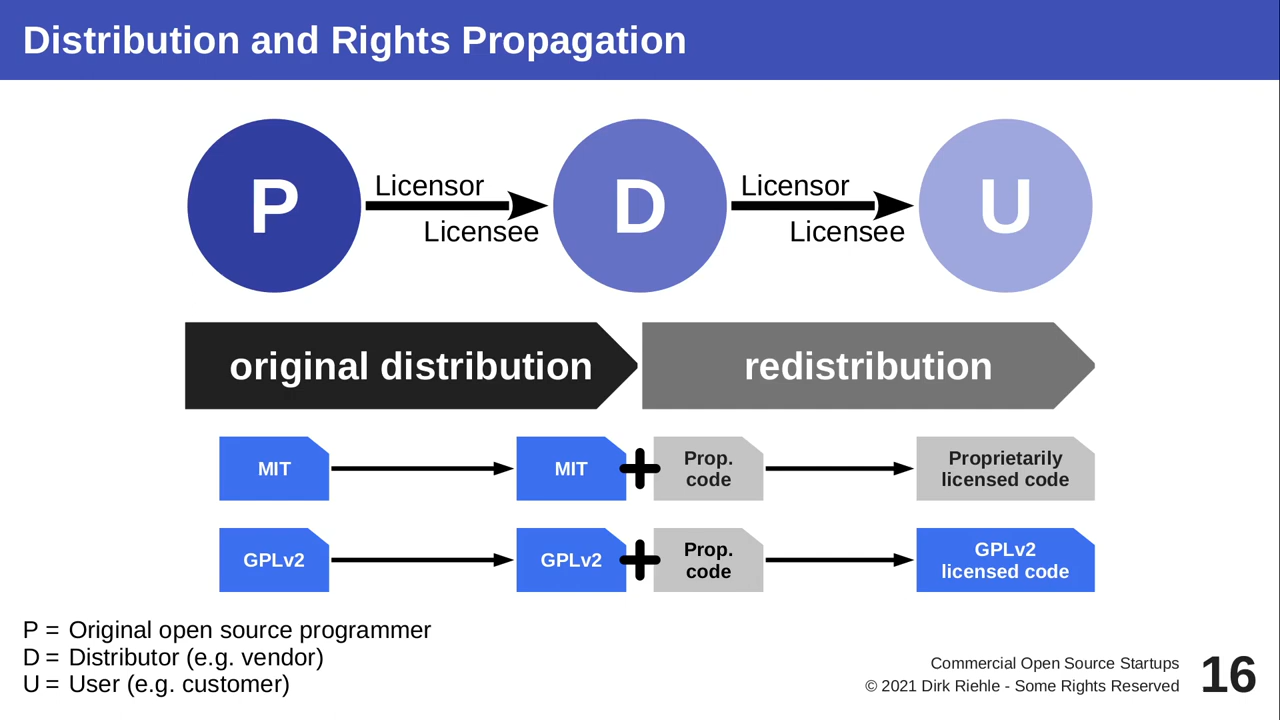 Distribution and Rights Propagation
P
Licensor
Licensee
D
Licensor
Licensee
U
original distribution
redistribution
MIT
MIT
Prop.
code
Proprietarily
licensed code
GPLv2
GPLv2
Prop.
code
GPLv2
licensed code
P = Original open source programmer
D = Distributor (e.g. vendor)
U = User (e.g. customer)
Commercial Open Source Startups
© 2021 Dirk Riehle - Some Rights Reserved
16